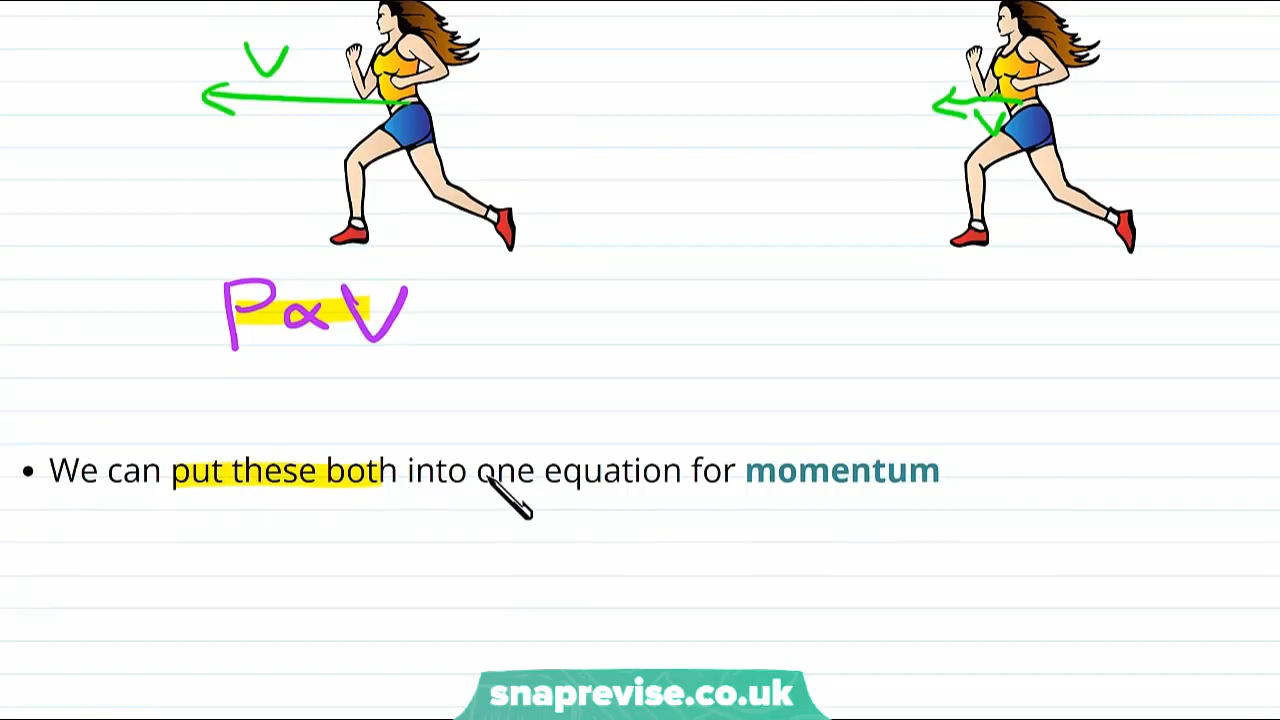 V
V
P ∝ V
• We can put these both into one equation for momentum
snaprevise.co.uk